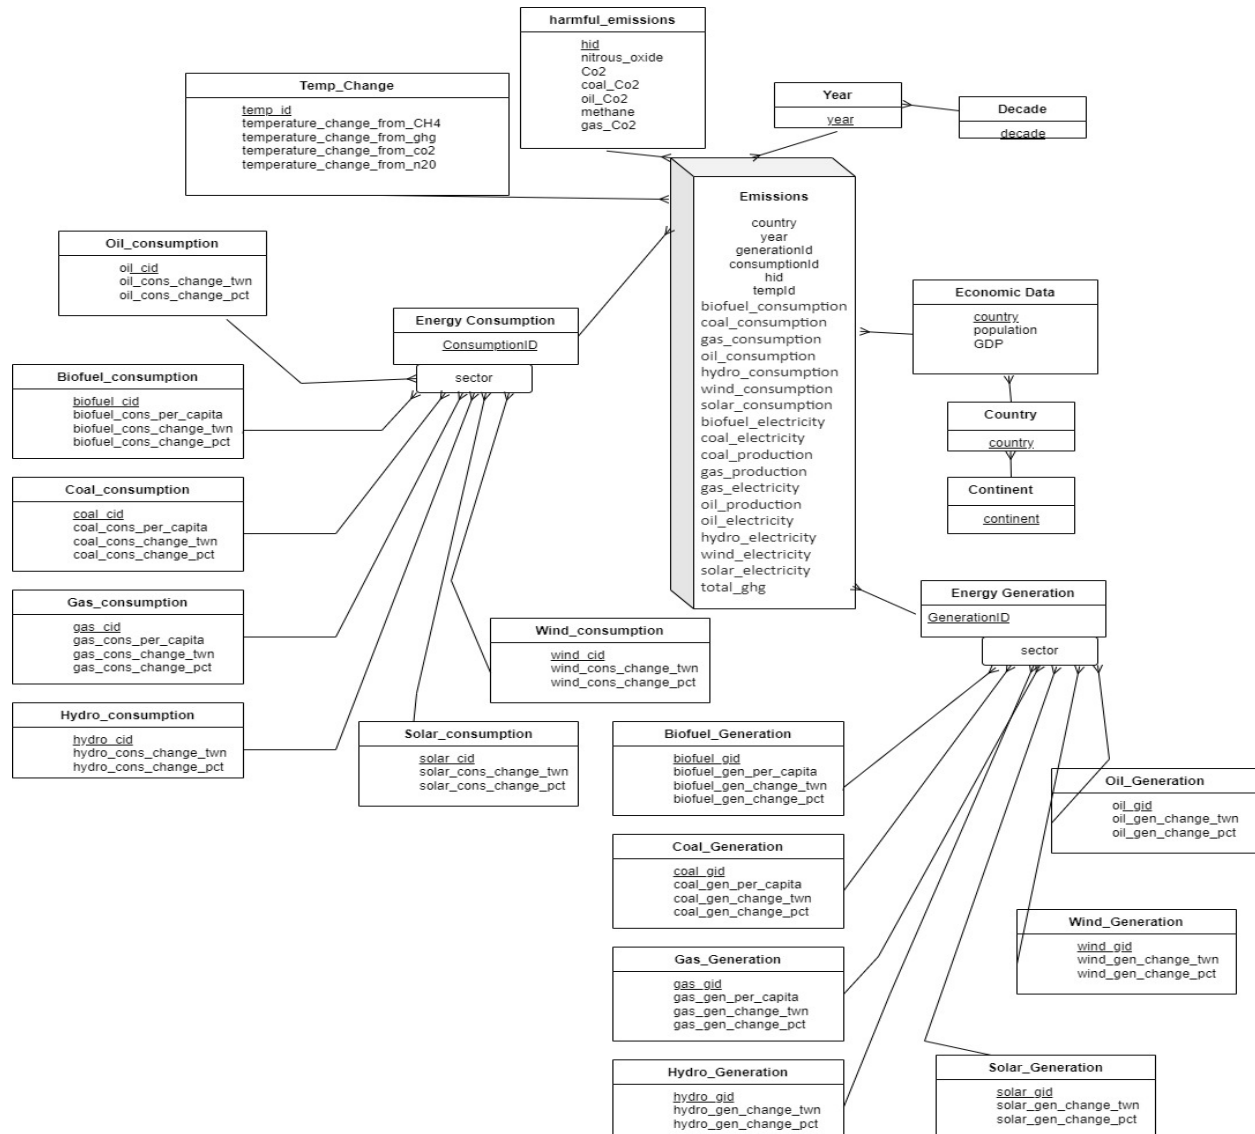 harmful_emissions
hid
nitrous_oxide
Co2
coal_Co2
oil_Co2
methane
gas_Co2
Temp_Change
temp_id
temperature_change_from_CH4
temperature_change_from_ghg
temperature_change_from_co2
temperature_change_from_n20
Year
year
Decade
decade
Emissions
country
year
generationId
consumptionId
hid
tempId
biofuel_consumption
coal_consumption
gas_consumption
oil_consumption
hydro_consumption
wind_consumption
solar_consumption
biofuel_electricity
coal_electricity
coal_production
gas_production
gas_electricity
oil_production
oil_electricity
hydro_electricity
wind_electricity
solar_electricity
total_ghg
Oil_consumption
oil_cid
oil_cons_change_twn
oil_cons_change_pct
Energy Consumption
ConsumptionID
sector
Economic Data
country
population
GDP
Country
country
Continent
continent
Biofuel_consumption
biofuel_cid
biofuel_cons_per_capita
biofuel_cons_change_twn
biofuel_cons_change_pct
Coal_consumption
coal_cid
coal_cons_per_capita
coal_cons_change_twn
coal_cons_change_pct
Gas_consumption
gas_cid
gas_cons_per_capita
gas_cons_change_twn
gas_cons_change_pct
Hydro_consumption
hydro_cid
hydro_cons_change_twn
hydro_cons_change_pct
Wind_consumption
wind_cid
wind_cons_change_twn
wind_cons_change_pct
Solar_consumption
solar_cid
solar_cons_change_twn
solar_cons_change_pct
Energy Generation
GenerationID
sector
Biofuel_Generation
biofuel_gid
biofuel_gen_per_capita
biofuel_gen_change_twn
biofuel_gen_change_pct
Coal_Generation
coal_gid
coal_gen_per_capita
coal_gen_change_twn
coal_gen_change_pct
Gas_Generation
gas_gid
gas_gen_per_capita
gas_gen_change_twn
gas_gen_change_pct
Hydro_Generation
hydro_gid
hydro_gen_change_twn
hydro_gen_change_pct
Oil_Generation
oil_gid
oil_gen_change_twn
oil_gen_change_pct
Wind_Generation
wind_gid
wind_gen_change_twn
wind_gen_change_pct
Solar_Generation
solar_gid
solar_gen_change_twn
solar_gen_change_pct